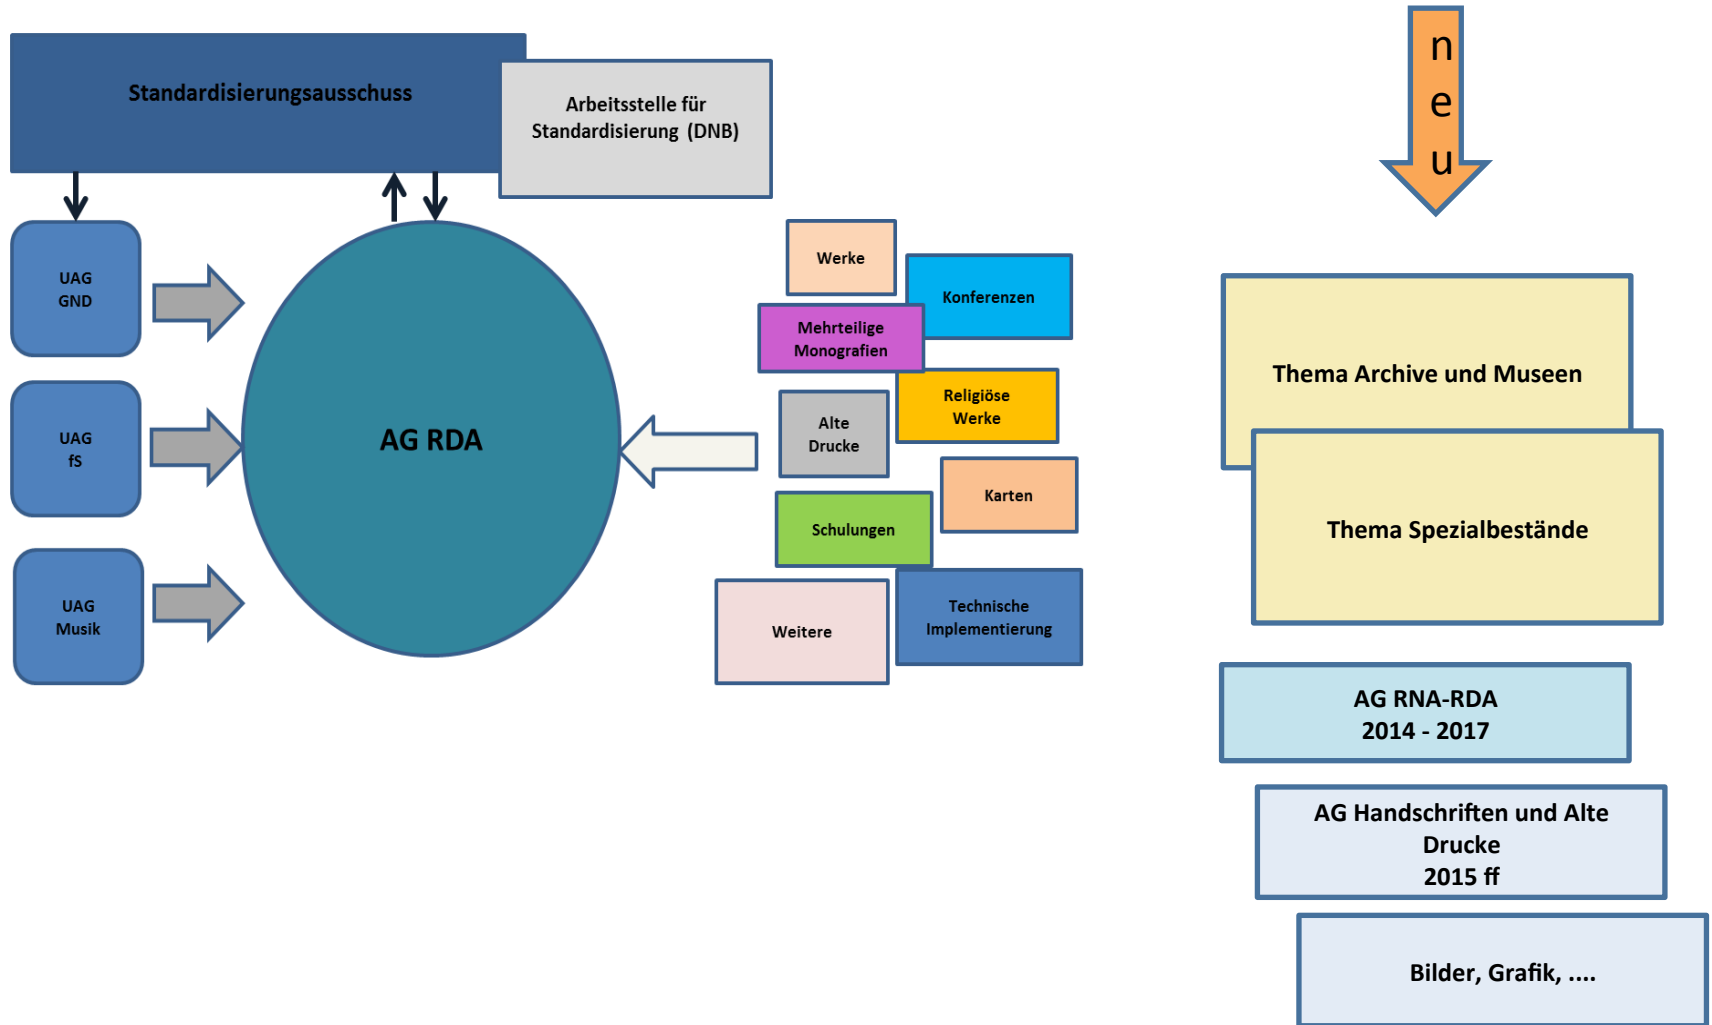 Standardisierungsausschuss
Arbeitsstelle für
Standardisierung (DNB)
UAG
GND
UAG
fS
UAG
Musik
AG RDA
Werke
Konferenzen
Mehrteilige
Monografien
Religiöse
Werke
Alte
Drucke
Karten
Schulungen
Technische
Implementierung
Weitere
n
e
u
Thema Archive und Museen
Thema Spezialbestände
AG RNA-RDA
2014 - 2017
AG Handschriften und Alte
Drucke
2015 ff
Bilder, Grafik, ....